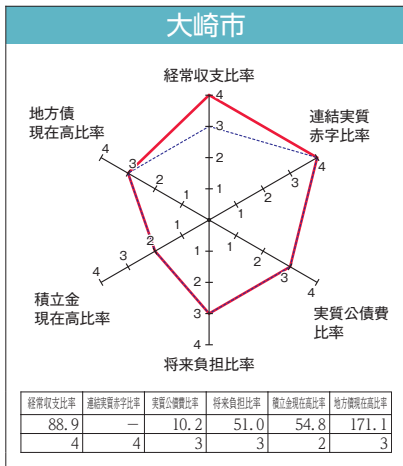 大崎市
経常収支比率
4
3
2
1
連結実質
赤字比率
1
2
3
4
実質公債費
比率
1
2
3
4
将来負担比率
1
2
3
4
積立金
現在高比率
1
2
3
4
地方債
現在高比率
1
2
3
4
経常収支比率 連結実質赤字比率 実質公債費比率 将来負担比率 積立金現在高比率 地方債現在高比率
88.9 － 10.2 51.0 54.8 171.1
4 4 3 3 2 3